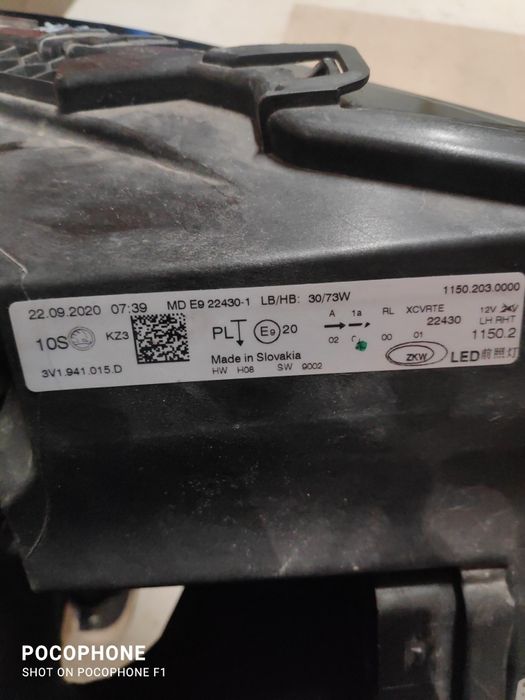 22.09.2020 07:39 MD E9 22430-1 LB/HB: 30/73W 1150.203.0000
10S KZ3 PL E9 20 A 1a RL XCVRTE 12V 24V
02 00 01 22430 LH RHT
3V1.941.015.D Made in Slovakia ZKW 1150.2
HW H08 SW 9002 LED前照灯
POCOPHONE
SHOT ON POCOPHONE F1